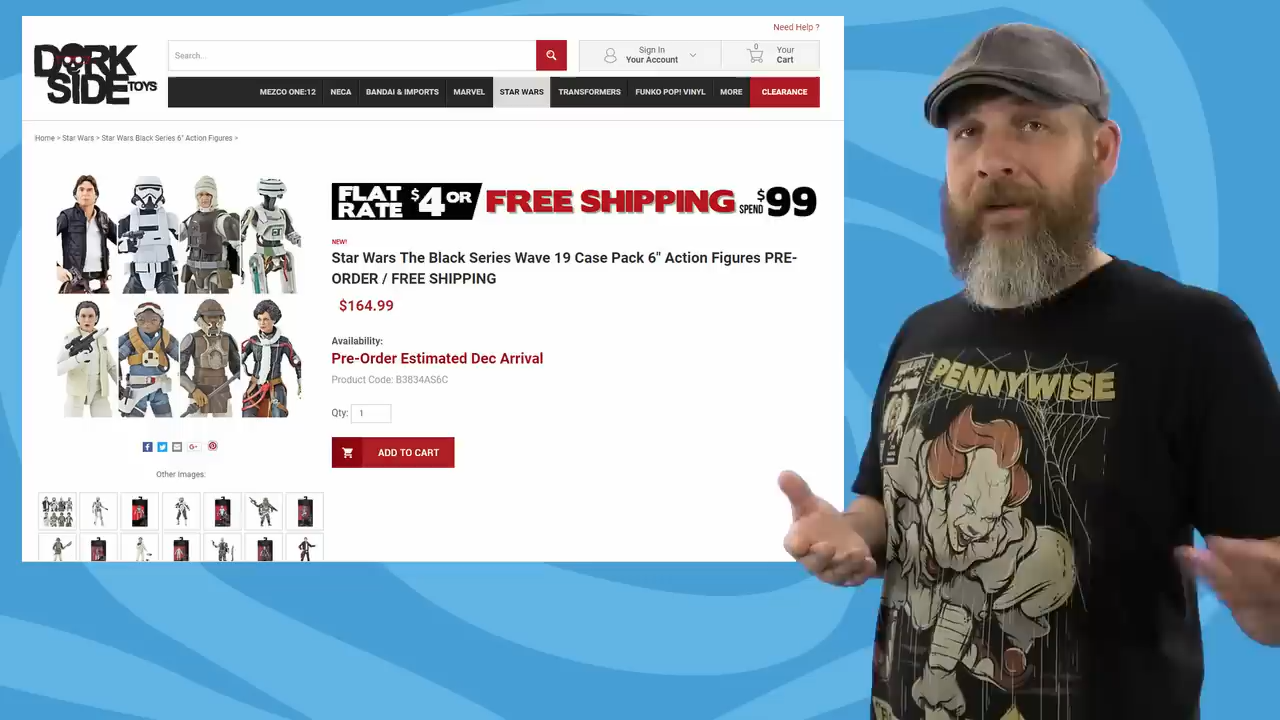 Need Help ?
DORK
SIDE TOYS
Search...
Sign In
Your Account
0
Your
Cart
MEZCO ONE:12 NECA BANDAI & IMPORTS MARVEL STAR WARS TRANSFORMERS FUNKO POP! VINYL MORE CLEARANCE
Home > Star Wars > Star Wars Black Series 6" Action Figures >
FLAT RATE $4 OR FREE SHIPPING SPEND $99
NEW!
Star Wars The Black Series Wave 19 Case Pack 6" Action Figures PRE-
ORDER / FREE SHIPPING
$164.99
Availability:
Pre-Order Estimated Dec Arrival
Product Code: B3834AS6C
Qty: 1
ADD TO CART
Other Images:
PENNYWISE